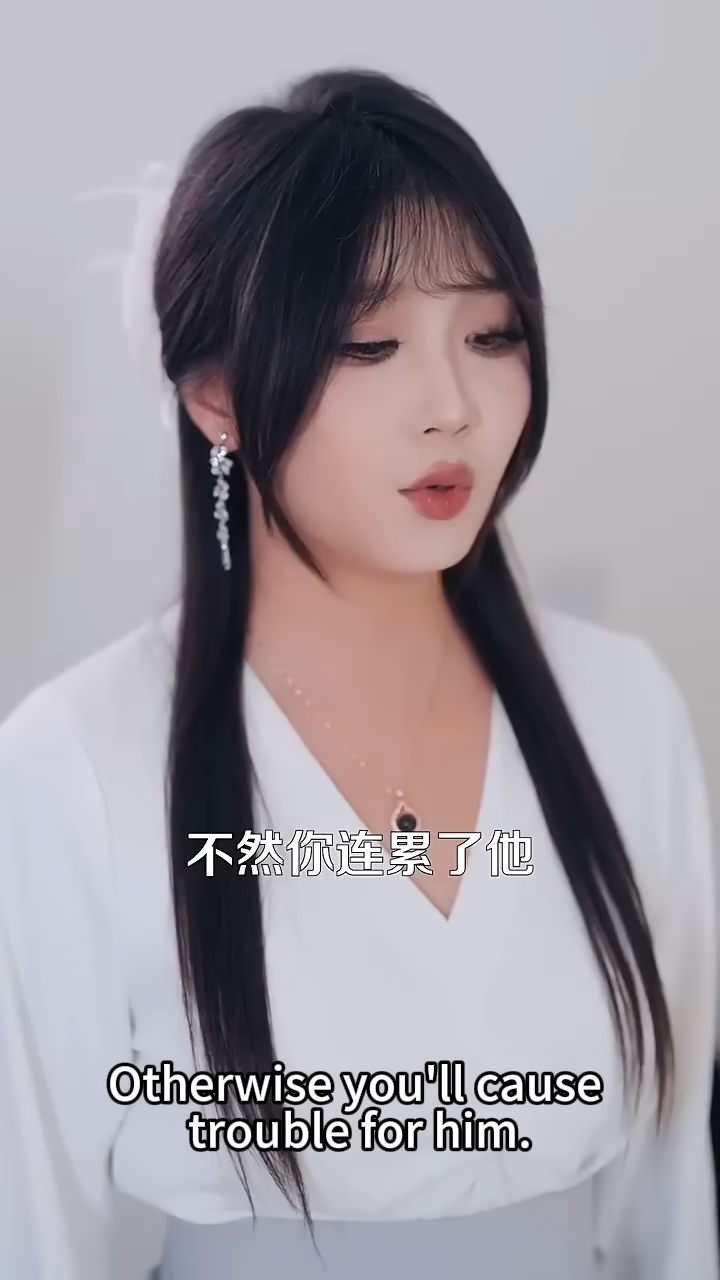 不然你连累了他
Otherwise you'll cause
trouble for him.